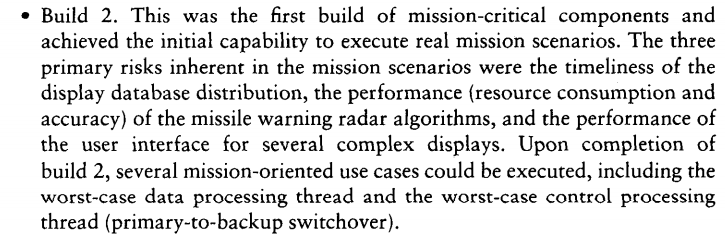 • Build 2. This was the first build of mission-critical components and
achieved the initial capability to execute real mission scenarios. The three
primary risks inherent in the mission scenarios were the timeliness of the
display database distribution, the performance (resource consumption and
accuracy) of the missile warning radar algorithms, and the performance of
the user interface for several complex displays. Upon completion of
build 2, several mission-oriented use cases could be executed, including the
worst-case data processing thread and the worst-case control processing
thread (primary-to-backup switchover).